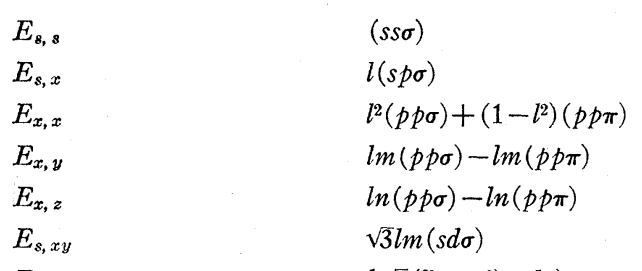 E_{s, s} (ssσ)
E_{s, x} l(spσ)
E_{x, x} l²(ppσ)+(1−l²)(ppπ)
E_{x, y} lm(ppσ)−lm(ppπ)
E_{x, z} ln(ppσ)−ln(ppπ)
E_{s, xy} √3lm(sdσ)